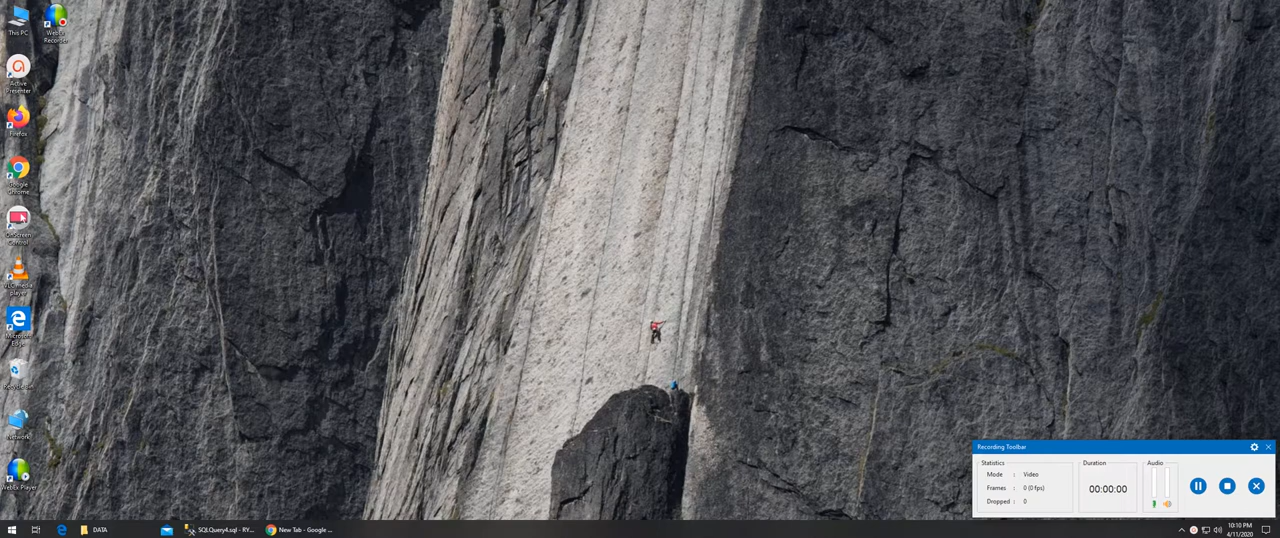 This PC
WebEx
Recorder
Active
Presenter
Firefox
Google
Chrome
OnScreen
Control
VLC media
player
Microsoft
Edge
Recycle Bin
Network
WebEx Player
Recording Toolbar
Statistics
Mode : Video
Frames : 0 (0 fps)
Dropped : 0
Duration
00:00:00
Audio
DATA
SQLQuery4.sql - RY...
New Tab - Google ...
10:10 PM
4/11/2020